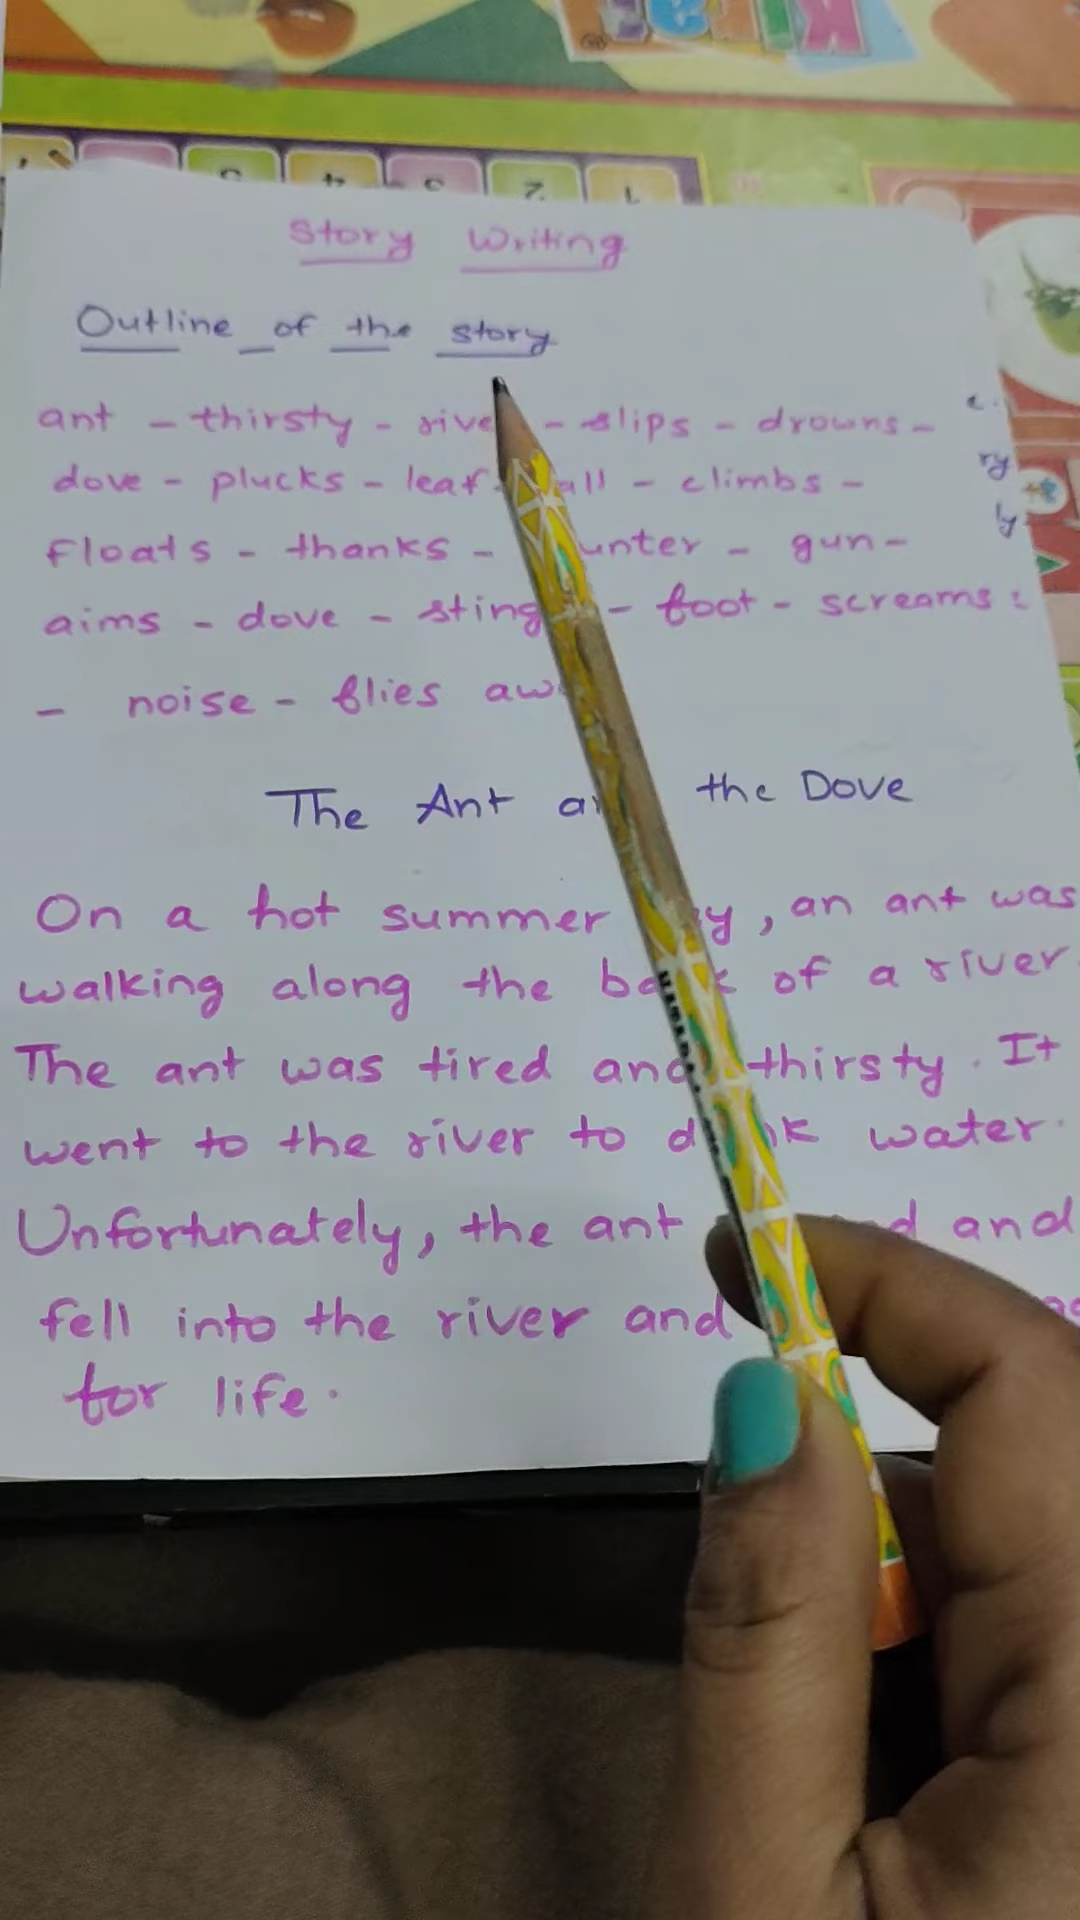 Story Writing
Outline of the story
ant - thirsty - - slips - drowns -
dove - plucks - leaf - climbs -
Floats - thanks - - gun -
aims - dove - sting - foot - screams
- noise - flies
The Ant the Dove
On a hot summer , an ant was
walking along the of a river
The ant was tired and thirsty. It
went to the river to water.
Unfortunately, the ant and
fell into the river and
for life.